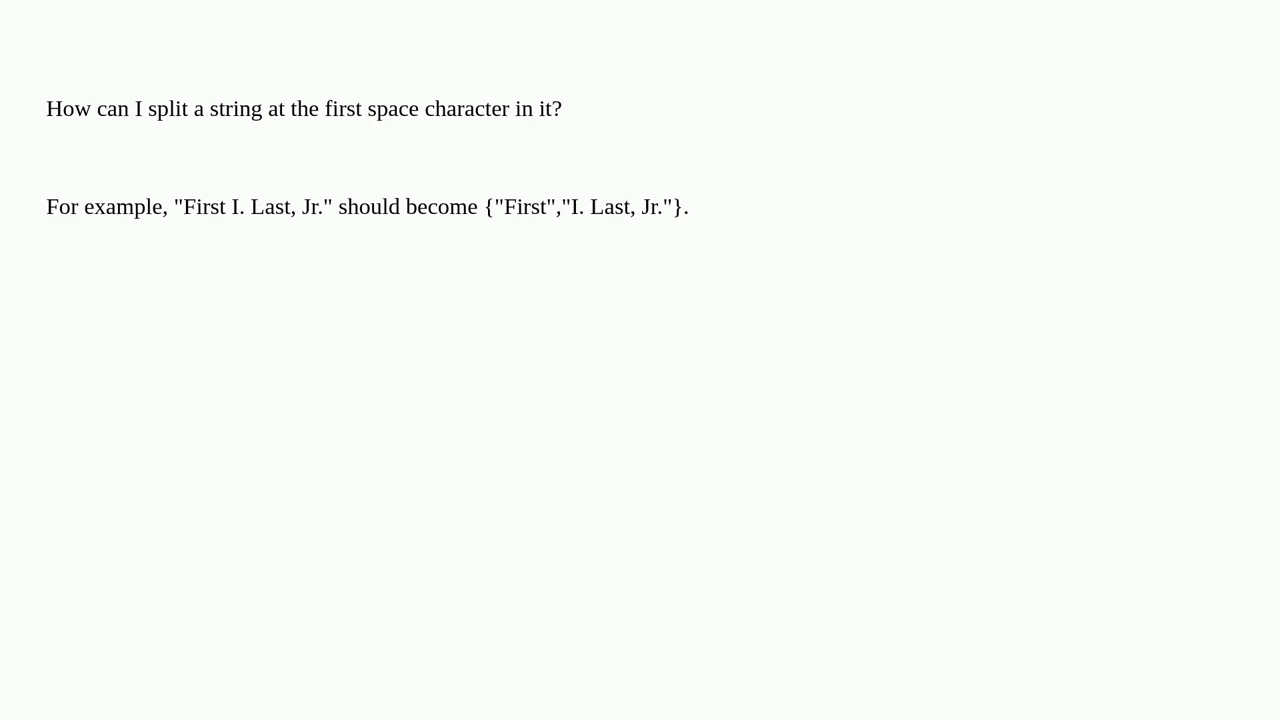 How can I split a string at the first space character in it?
For example, "First I. Last, Jr." should become {"First","I. Last, Jr."}.